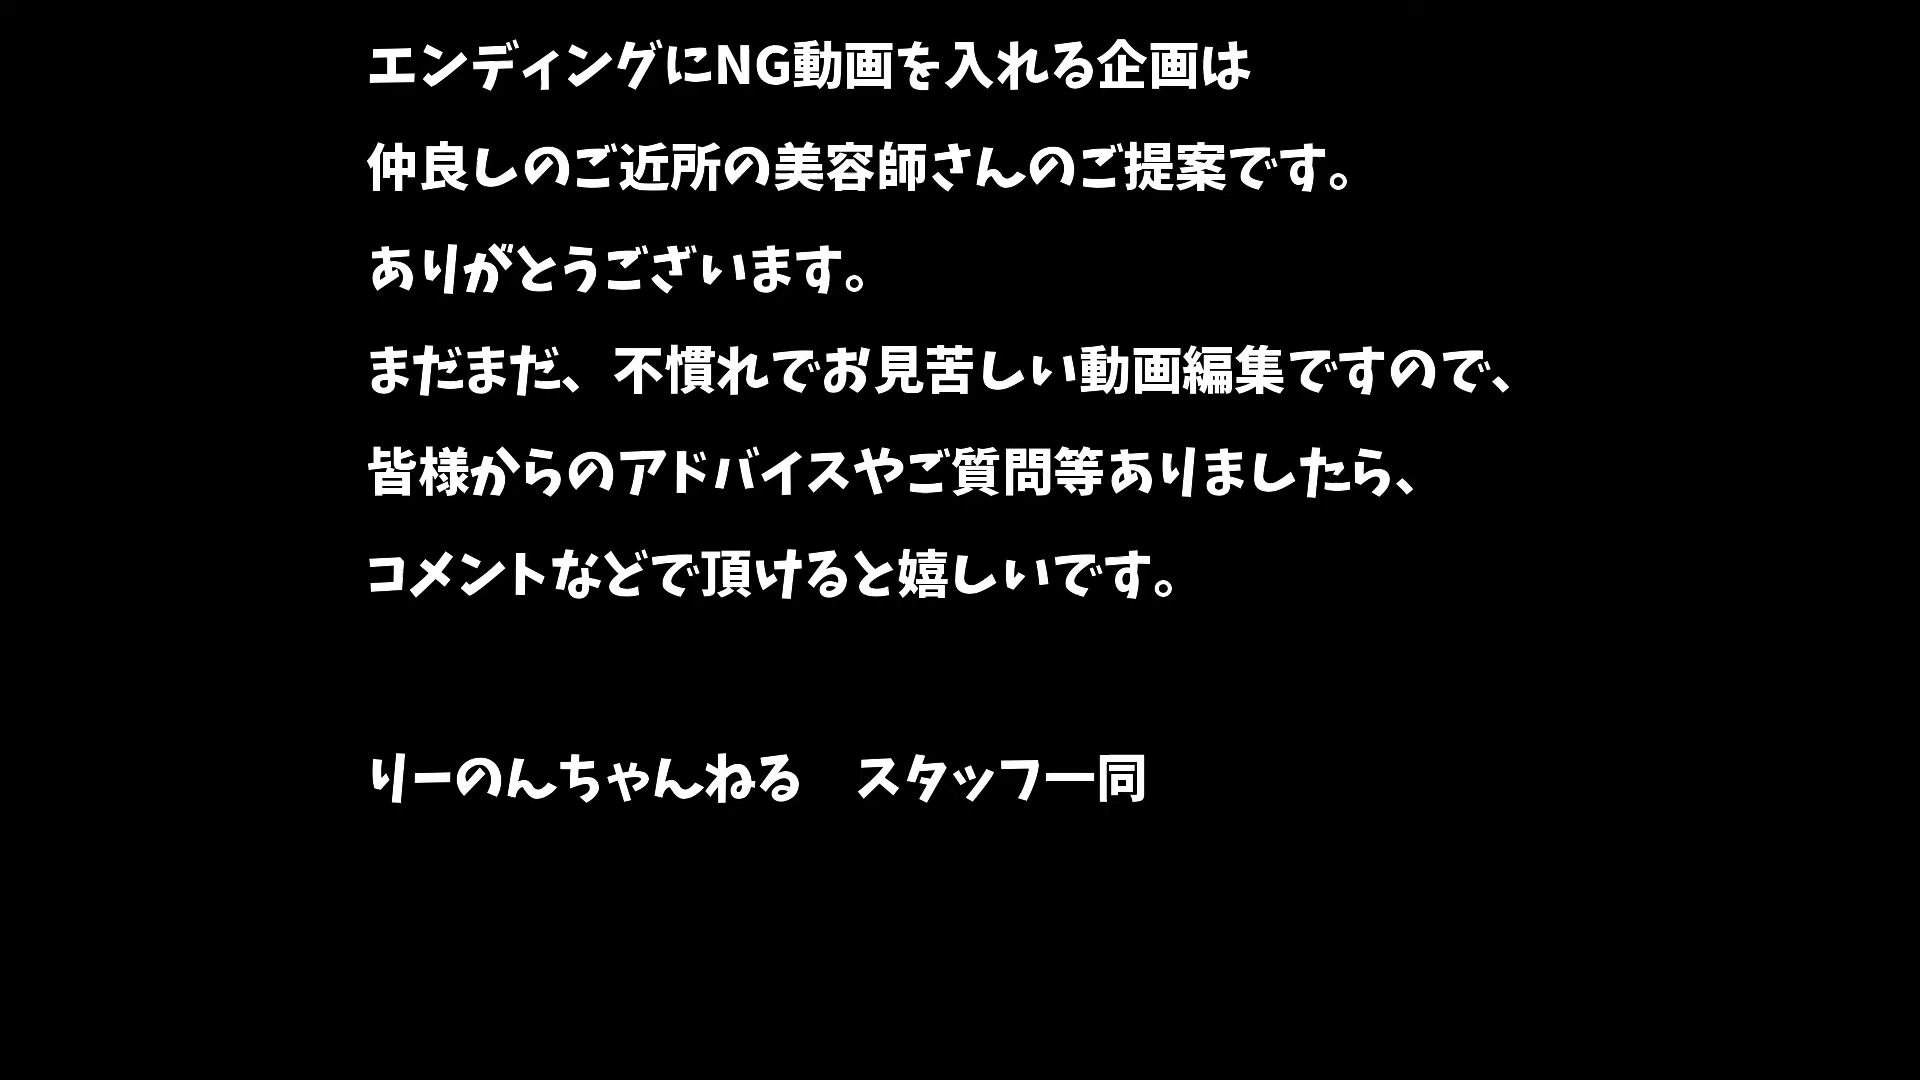 エンディングにNG動画を入れる企画は
仲良しのご近所の美容師さんのご提案です。
ありがとうございます。
まだまだ、不慣れでお見苦しい動画編集ですので、
皆様からのアドバイスやご質問等ありましたら、
コメントなどで頂けると嬉しいです。
りーのんちゃんねる　スタッフ一同